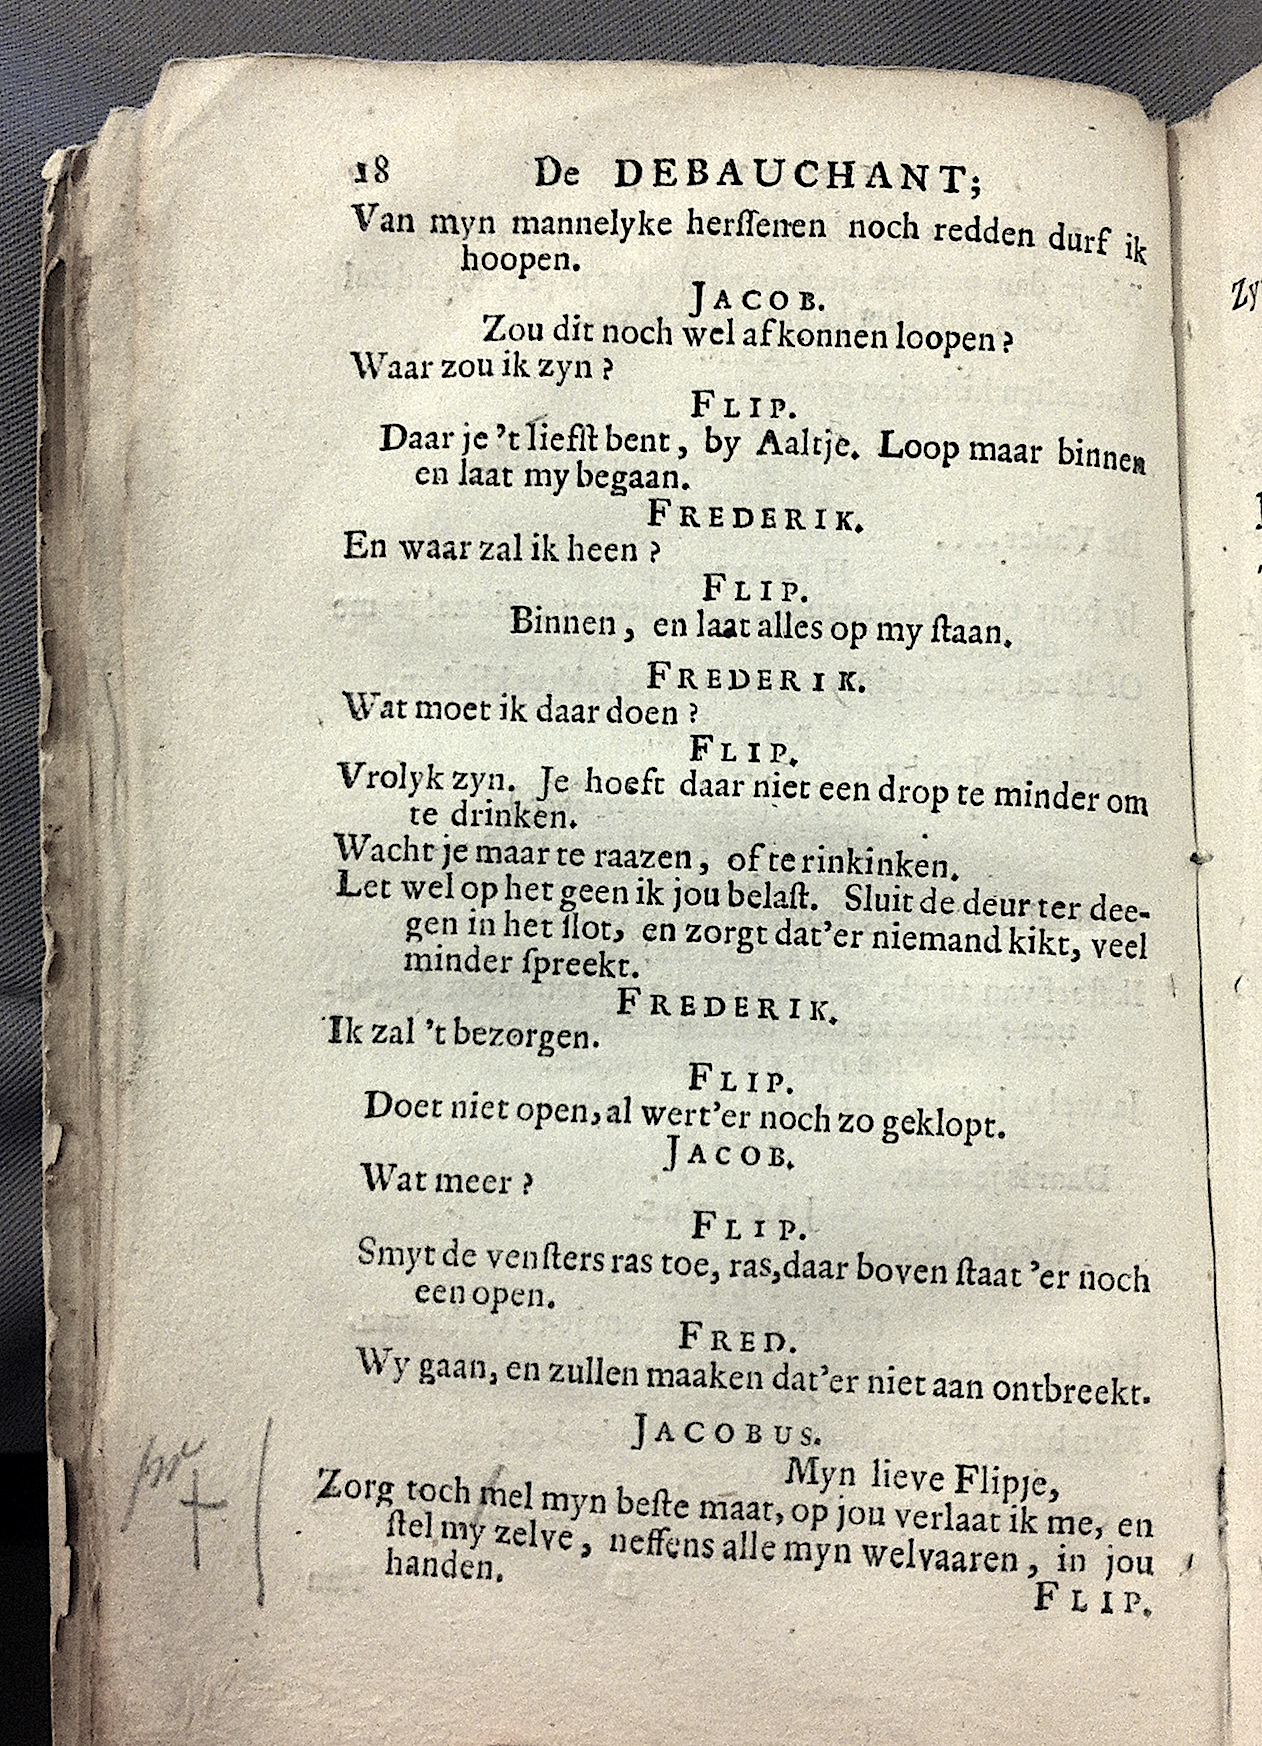 18 De DEBAUCHANT;
Van myn mannelyke herſſenen noch redden durf ik
hoopen.
JACOB.
Zou dit noch wel af konnen loopen?
Waar zou ik zyn?
FLIP.
Daar je 't liefſt bent, by Aaltje. Loop maar binnen
en laat my begaan.
FREDERIK.
En waar zal ik heen?
FLIP.
Binnen, en laat alles op my ſtaan.
FREDERIK.
Wat moet ik daar doen?
FLIP.
Vrolyk zyn. Je hoeft daar niet een drop te minder om
te drinken.
Wacht je maar te raazen, of te rinkinken.
Let wel op het geen ik jou belaſt. Sluit de deur ter dee-
gen in het ſlot, en zorgt dat'er niemand kikt, veel
minder ſpreekt.
FREDERIK.
Ik zal 't bezorgen.
FLIP.
Doet niet open, al wert'er noch zo geklopt.
JACOB.
Wat meer?
FLIP.
Smyt de venſters ras toe, ras, daar boven ſtaat 'er noch
een open.
FRED.
Wy gaan, en zullen maaken dat'er niet aan ontbreekt.
JACOBUS.
Myn lieve Flipje,
Zorg toch mel myn beſte maat, op jou verlaat ik me, en
ſtel my zelve, neffens alle myn welvaaren, in jou
handen.
FLIP.